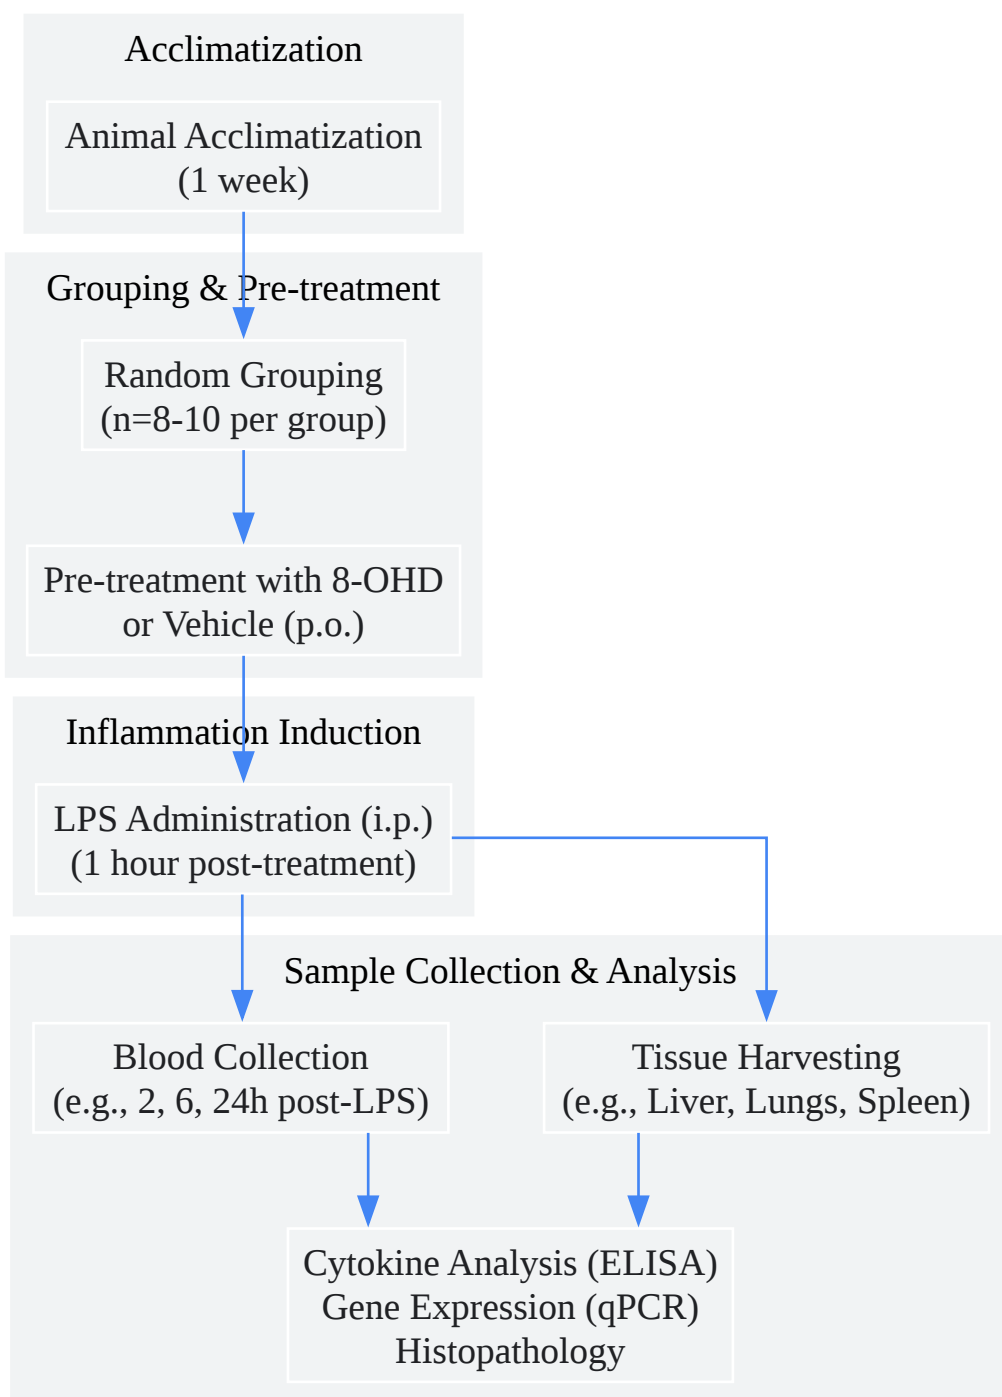 Acclimatization
Animal Acclimatization
(1 week)
Grouping & Pre-treatment
Random Grouping
(n=8-10 per group)
Pre-treatment with 8-OHD
or Vehicle (p.o.)
Inflammation Induction
LPS Administration (i.p.)
(1 hour post-treatment)
Sample Collection & Analysis
Blood Collection
(e.g., 2, 6, 24h post-LPS)
Tissue Harvesting
(e.g., Liver, Lungs, Spleen)
Cytokine Analysis (ELISA)
Gene Expression (qPCR)
Histopathology